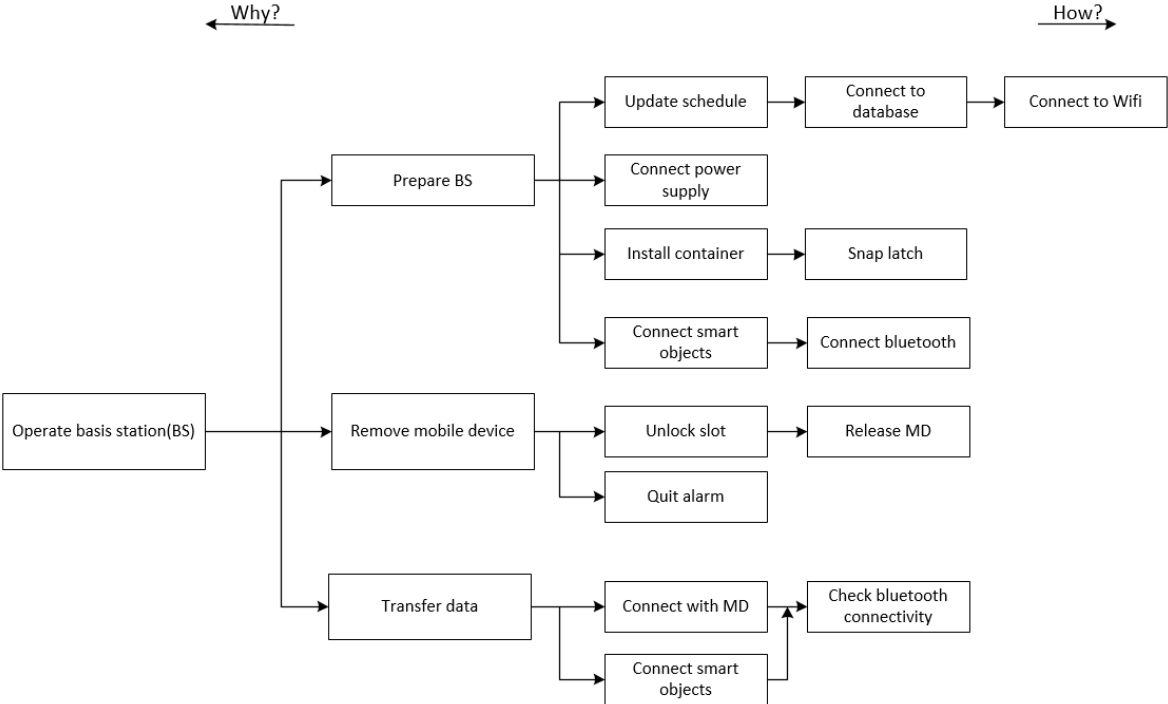 Why?
How?
Update schedule
Connect to
database
Connect to Wifi
Prepare BS
Connect power
supply
Install container
Snap latch
Connect smart
objects
Connect bluetooth
Operate basis station(BS)
Remove mobile device
Unlock slot
Release MD
Quit alarm
Transfer data
Connect with MD
Check bluetooth
connectivity
Connect smart
objects